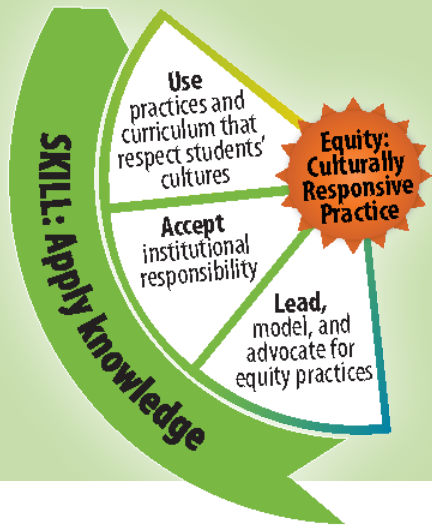 Use
practices and
curriculum that
respect students’
cultures
Equity:
Culturally
Responsive
Practice
Accept
institutional
responsibility
Lead,
model, and
advocate for
equity practices
SKILL: Apply knowledge